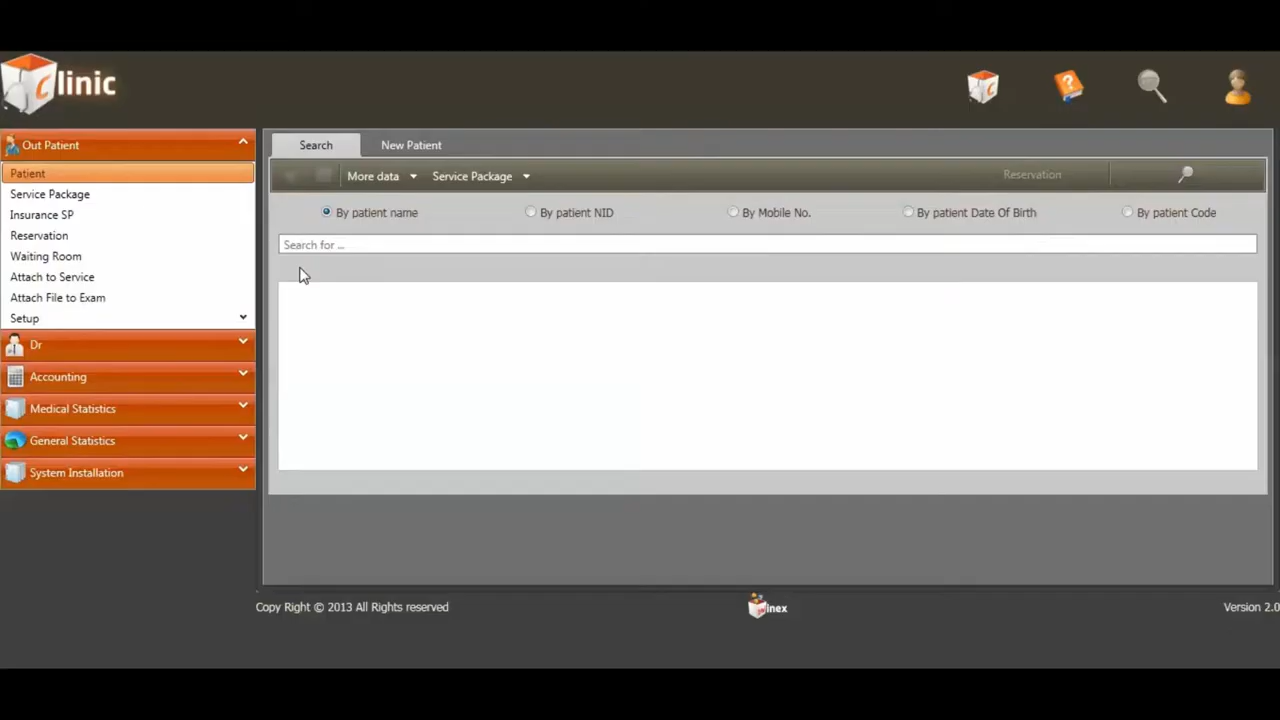 Clinic
Out Patient
Patient
Service Package
Insurance SP
Reservation
Waiting Room
Attach to Service
Attach File to Exam
Setup
Dr
Accounting
Medical Statistics
General Statistics
System Installation
Search New Patient
More data Service Package Reservation
By patient name By patient NID By Mobile No. By patient Date Of Birth By patient Code
Search for ...
Copy Right © 2013 All Rights reserved
Version 2.0